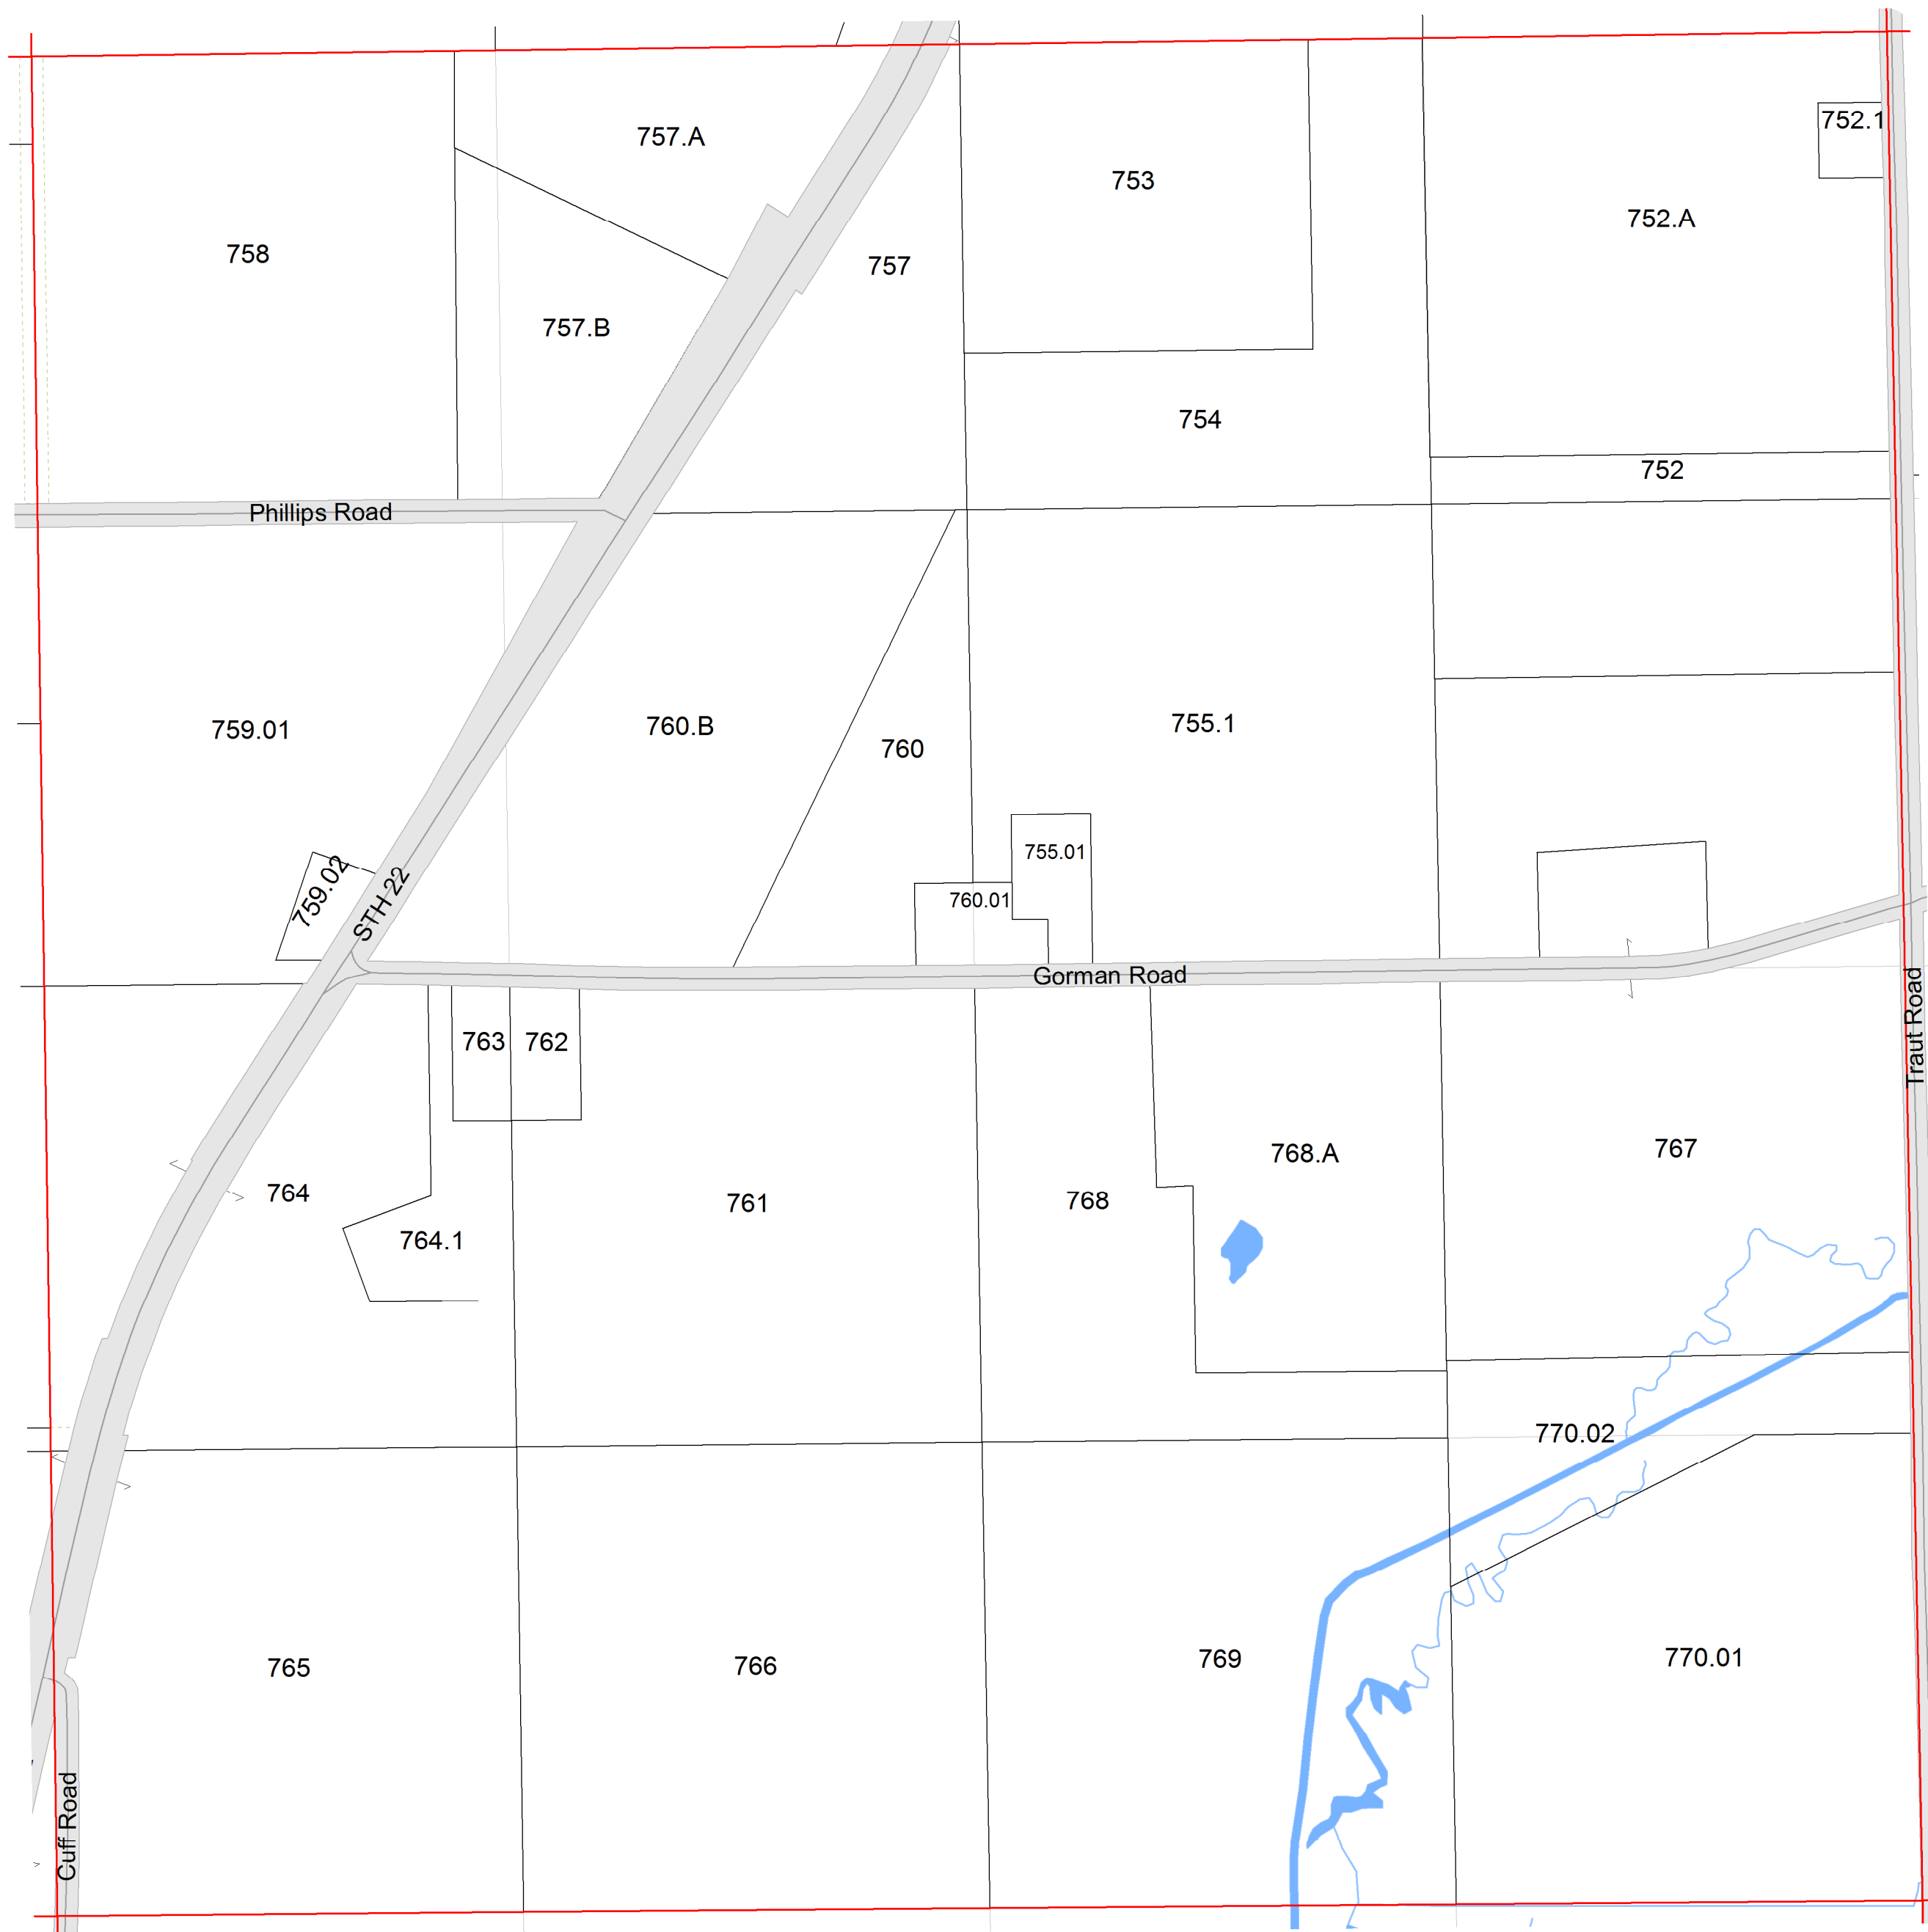 752.1
757.A
753
752.A
758
757
757.B
754
752
Phillips Road
759.01
760.B
755.1
760
755.01
759.02
STH 22
760.01
Gorman Road
Traut Road
763
762
767
768.A
764
761
768
764.1
770.02
765
766
769
770.01
Cuff Road